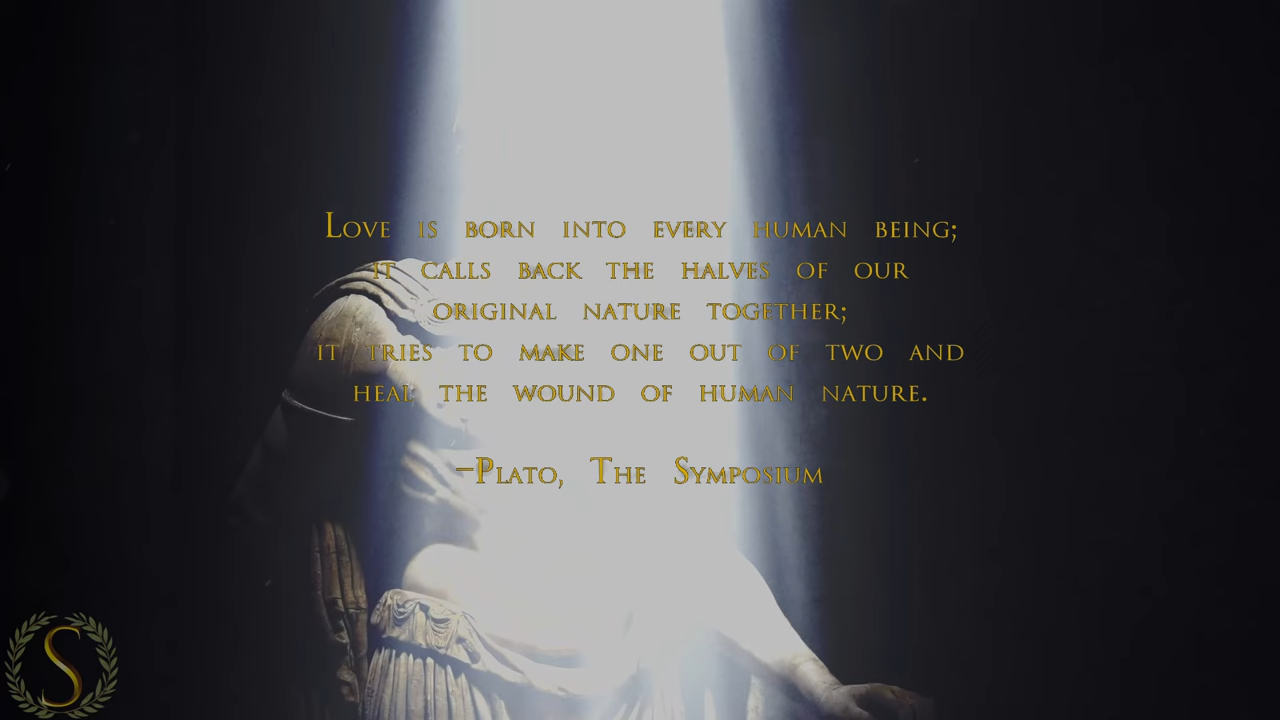 Love is born into every human being;
it calls back the halves of our
original nature together;
it tries to make one out of two and
heal the wound of human nature.
–Plato, The Symposium
S